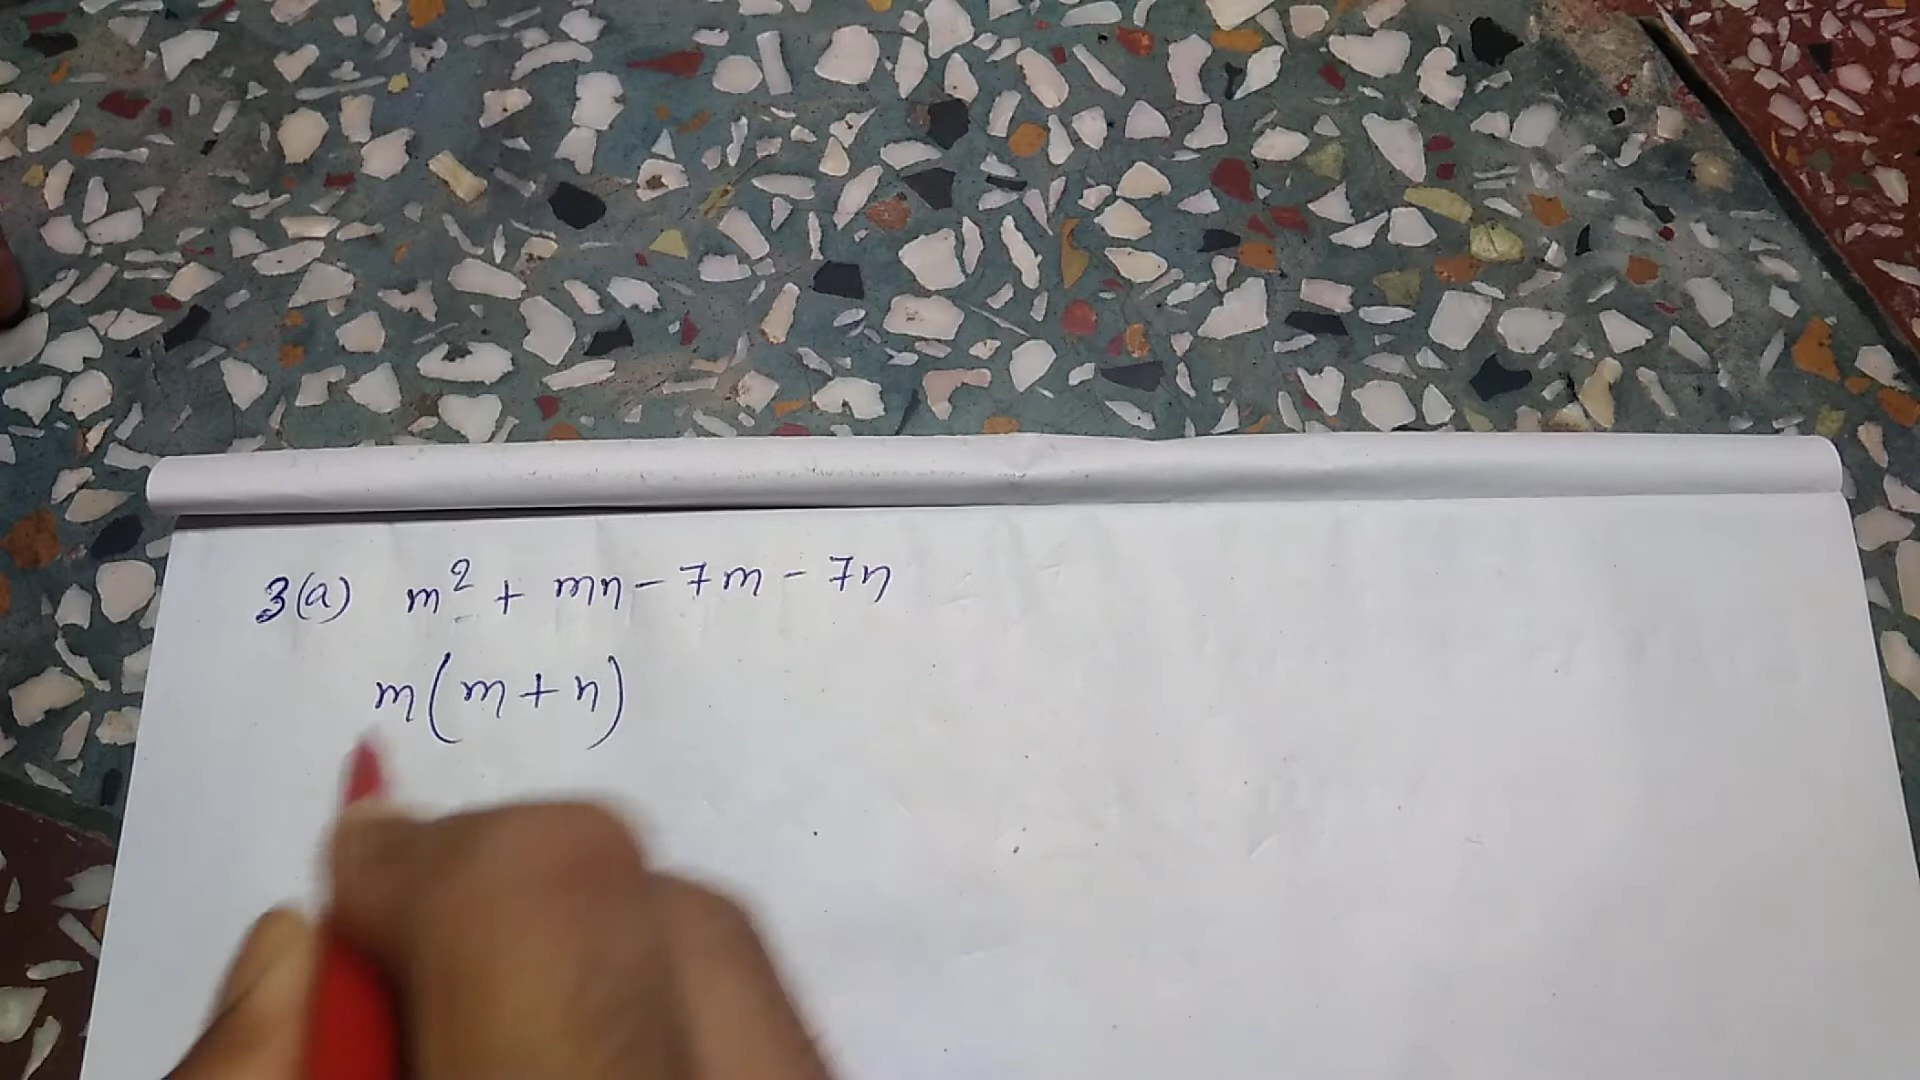 3(a) m² + mn - 7m - 7n
m(m+n)